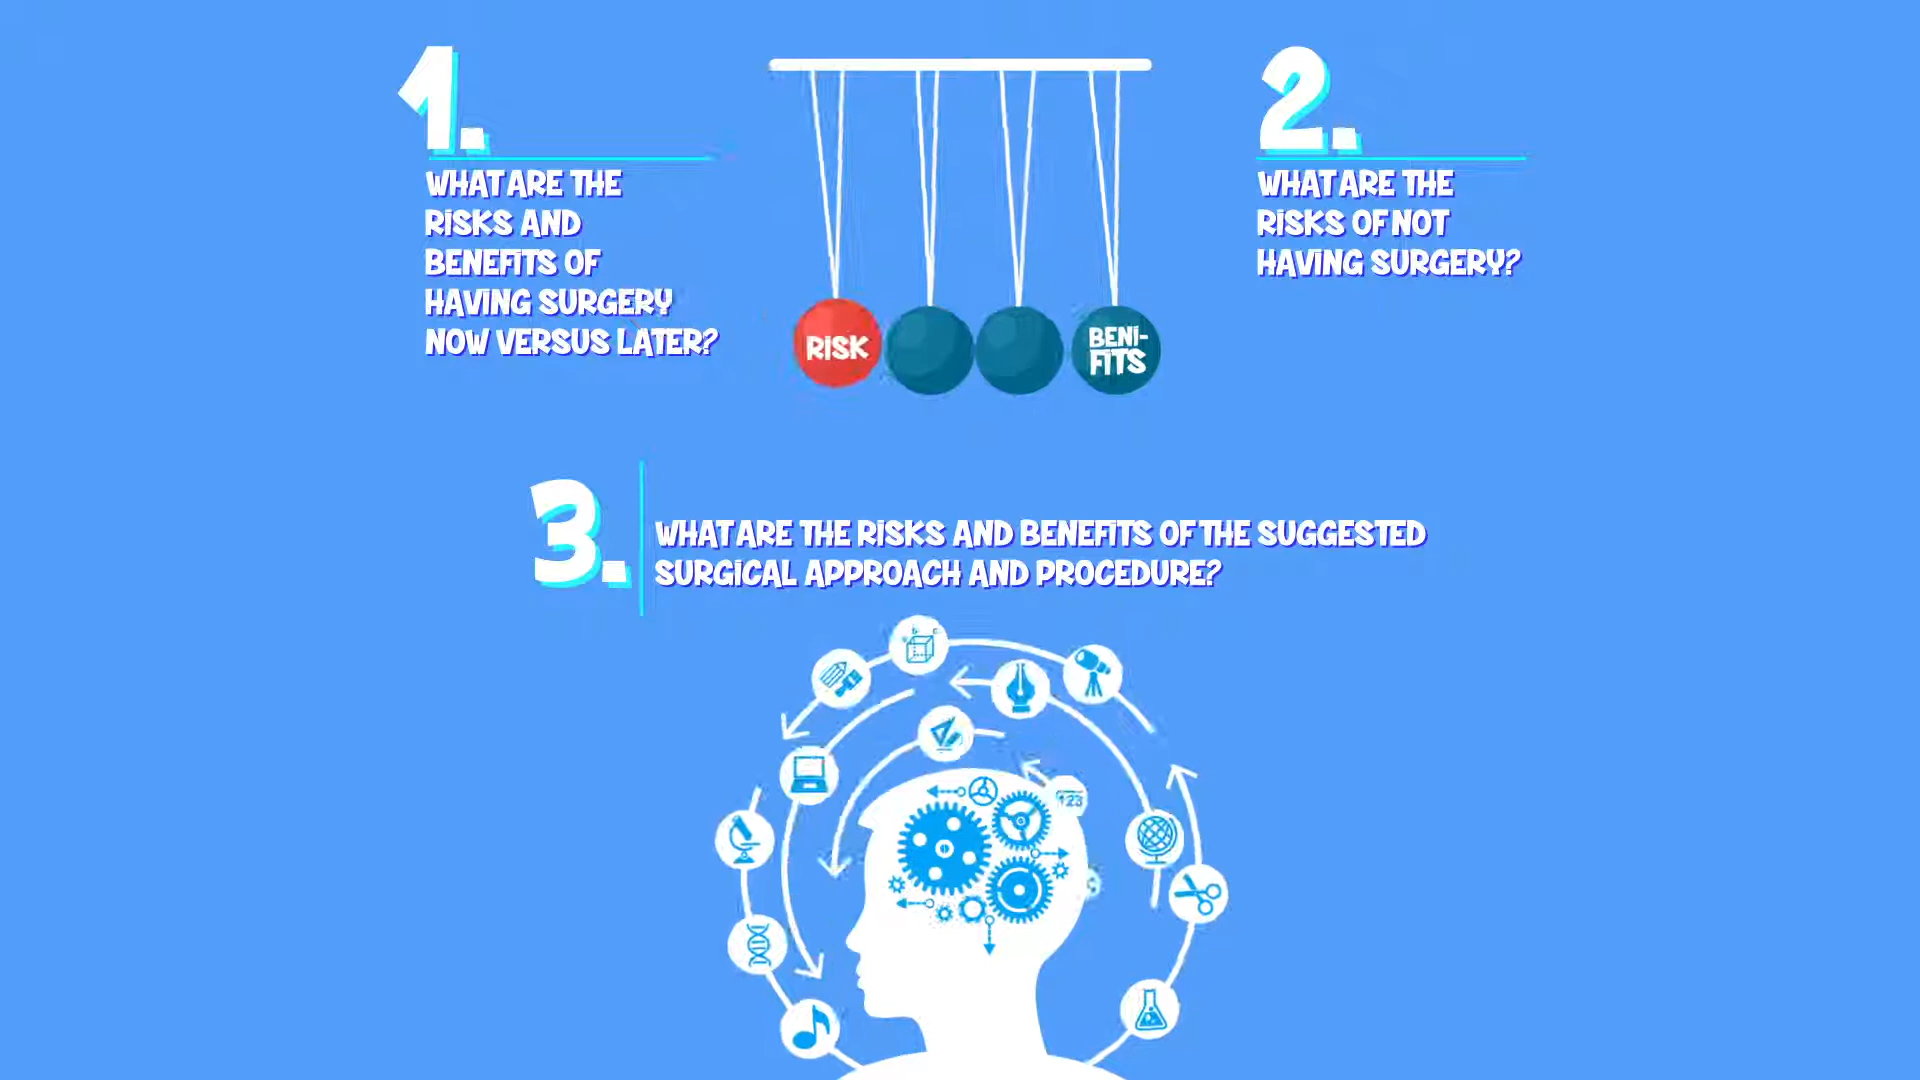 1.
WHAT ARE THE
RISKS AND
BENEFITS OF
HAVING SURGERY
NOW VERSUS LATER?
RISK
BENI-
FITS
2.
WHAT ARE THE
RISKS OF NOT
HAVING SURGERY?
3.
WHAT ARE THE RISKS AND BENEFITS OF THE SUGGESTED
SURGICAL APPROACH AND PROCEDURE?
123